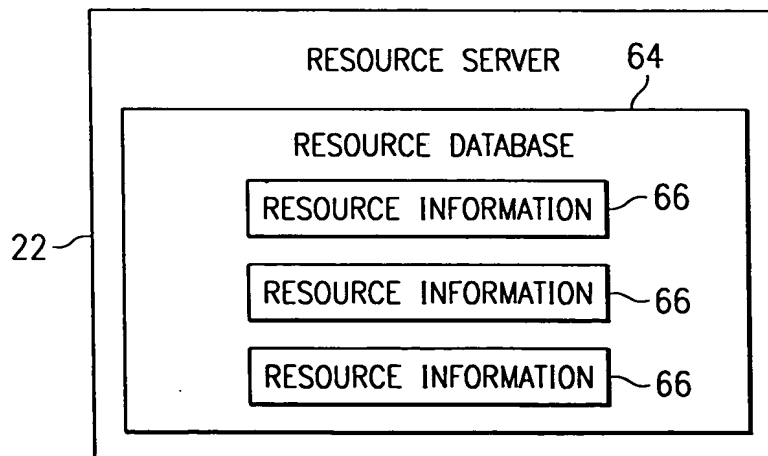 RESOURCE SERVER
64
RESOURCE DATABASE
RESOURCE INFORMATION 66
22
RESOURCE INFORMATION 66
RESOURCE INFORMATION 66